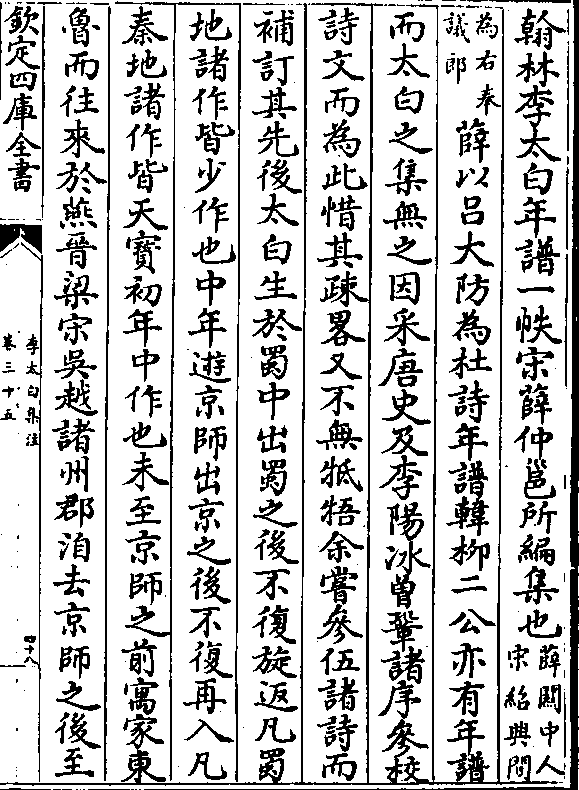 翰林李太白年譜一帙宋薛仲邕所編集也薛闗中人宋紹興間
為右奉議郎薛以吕大防為杜詩年譜韓柳二公亦有年譜
而太白之集無之因采唐史及李陽冰曾鞏諸序參校
詩文而為此惜其疎畧又不無牴牾余嘗參伍諸詩而
補訂其先後太白生於蜀中出蜀之後不復旋返凡蜀
地諸作皆少作也中年遊京師出京之後不復再入凡
秦地諸作皆天寳初年中作也未至京師之前寓家東
魯而往來於燕晉梁宋吳越諸州郡洎去京師之後至
欽定四庫全書
李太白集注
卷三十五
四十八